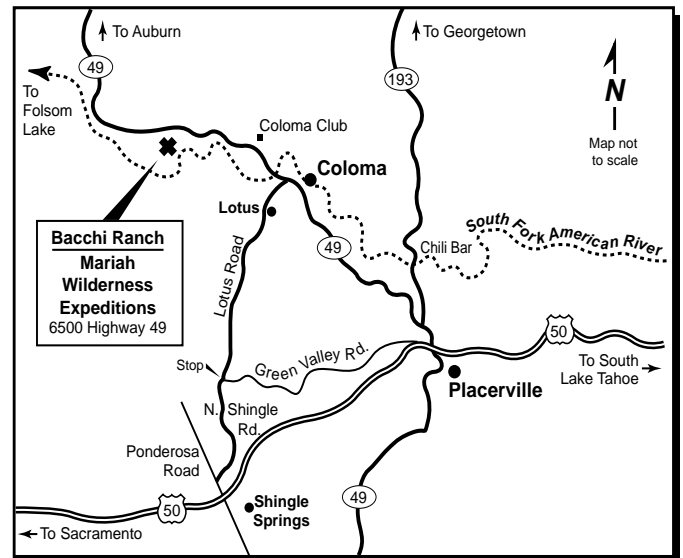 To Auburn
To Georgetown
49
193
N
Map not
to scale
To
Folsom
Lake
Coloma Club
Coloma
Lotus
49
Chili Bar
South Fork American River
Bacchi Ranch
Mariah
Wilderness
Expeditions
6500 Highway 49
Lotus Road
50
To South
Lake Tahoe
Stop
Green Valley Rd.
Placerville
N. Shingle
Rd.
Ponderosa
Road
50
Shingle
Springs
49
To Sacramento